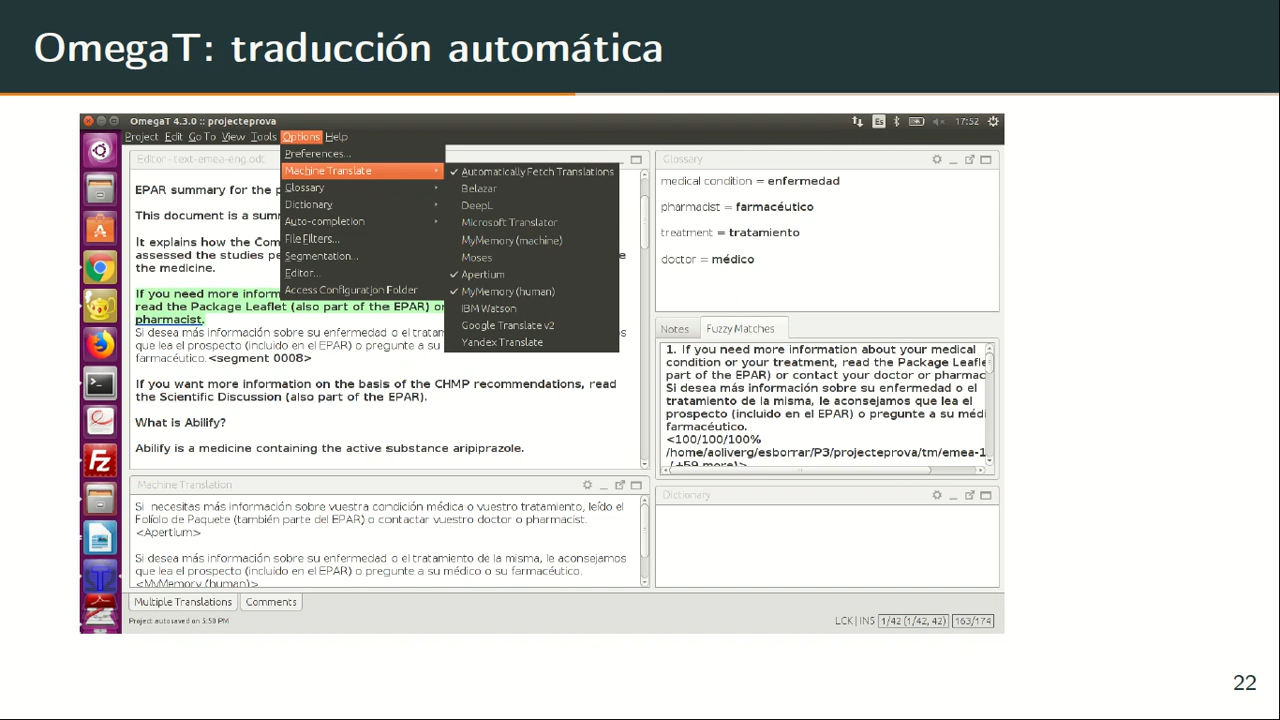 OmegaT: traducción automática
OmegaT 4.3.0 :: projecteprova
Es
17:52
Project Edit Go To View Tools Options Help
Preferences...
Machine Translate
Glossary
Dictionary
Auto-completion
File Filters...
Segmentation...
Editor...
Access Configuration Folder
Automatically Fetch Translations
Belazar
DeepL
Microsoft Translator
MyMemory (machine)
Moses
Apertium
MyMemory (human)
IBM Watson
Google Translate v2
Yandex Translate
Editor - text-emea-eng.odt
EPAR summary for the p
This document is a sum
It explains how the Com
assessed the studies pe
the medicine.
If you need more inform
read the Package Leaflet (also part of the EPAR) or
pharmacist.
Si desea más información sobre su enfermedad o el tratam
que lea el prospecto (incluido en el EPAR) o pregunte a su
farmacéutico.<segment 0008>
If you want more information on the basis of the CHMP recommendations, read
the Scientific Discussion (also part of the EPAR).
What is Abilify?
Abilify is a medicine containing the active substance aripiprazole.
Glossary
medical condition = enfermedad
pharmacist = farmacéutico
treatment = tratamiento
doctor = médico
Notes
Fuzzy Matches
1. If you need more information about your medical
condition or your treatment, read the Package Leafle
part of the EPAR) or contact your doctor or pharmac
Si desea más información sobre su enfermedad o el
tratamiento de la misma, le aconsejamos que lea el
prospecto (incluido en el EPAR) o pregunte a su médi
farmacéutico.
<100/100/100%
/home/aoliverg/esborrar/P3/projecteprova/tm/emea-1
(+59 more)>
Machine Translation
Si necesitas más información sobre vuestra condición médica o vuestro tratamiento, leído el
Folíolo de Paquete (también parte del EPAR) o contactar vuestro doctor o pharmacist.
<Apertium>
Si desea más información sobre su enfermedad o el tratamiento de la misma, le aconsejamos
que lea el prospecto (incluido en el EPAR) o pregunte a su médico o su farmacéutico.
<MyMemory (human)>
Dictionary
Multiple Translations
Comments
Project autosaved on 5:50 PM
LCK | INS 1/42 (1/42, 42) 163/174
22